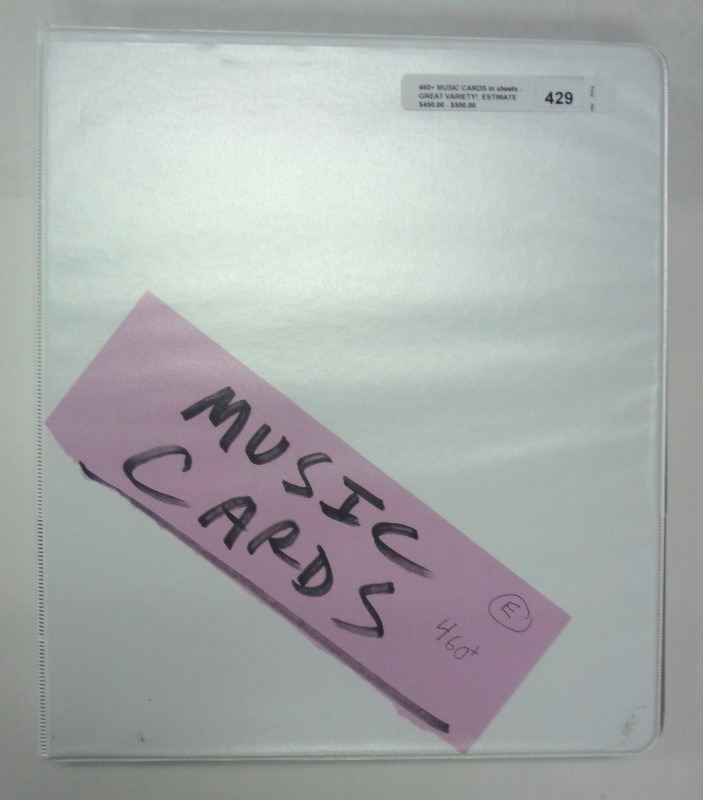 460+ MUSIC CARDS in sheets -
GREAT VARIETY! ESTIMATE
$450.00 - $500.00
429
MUSIC
CARDS
E
460+